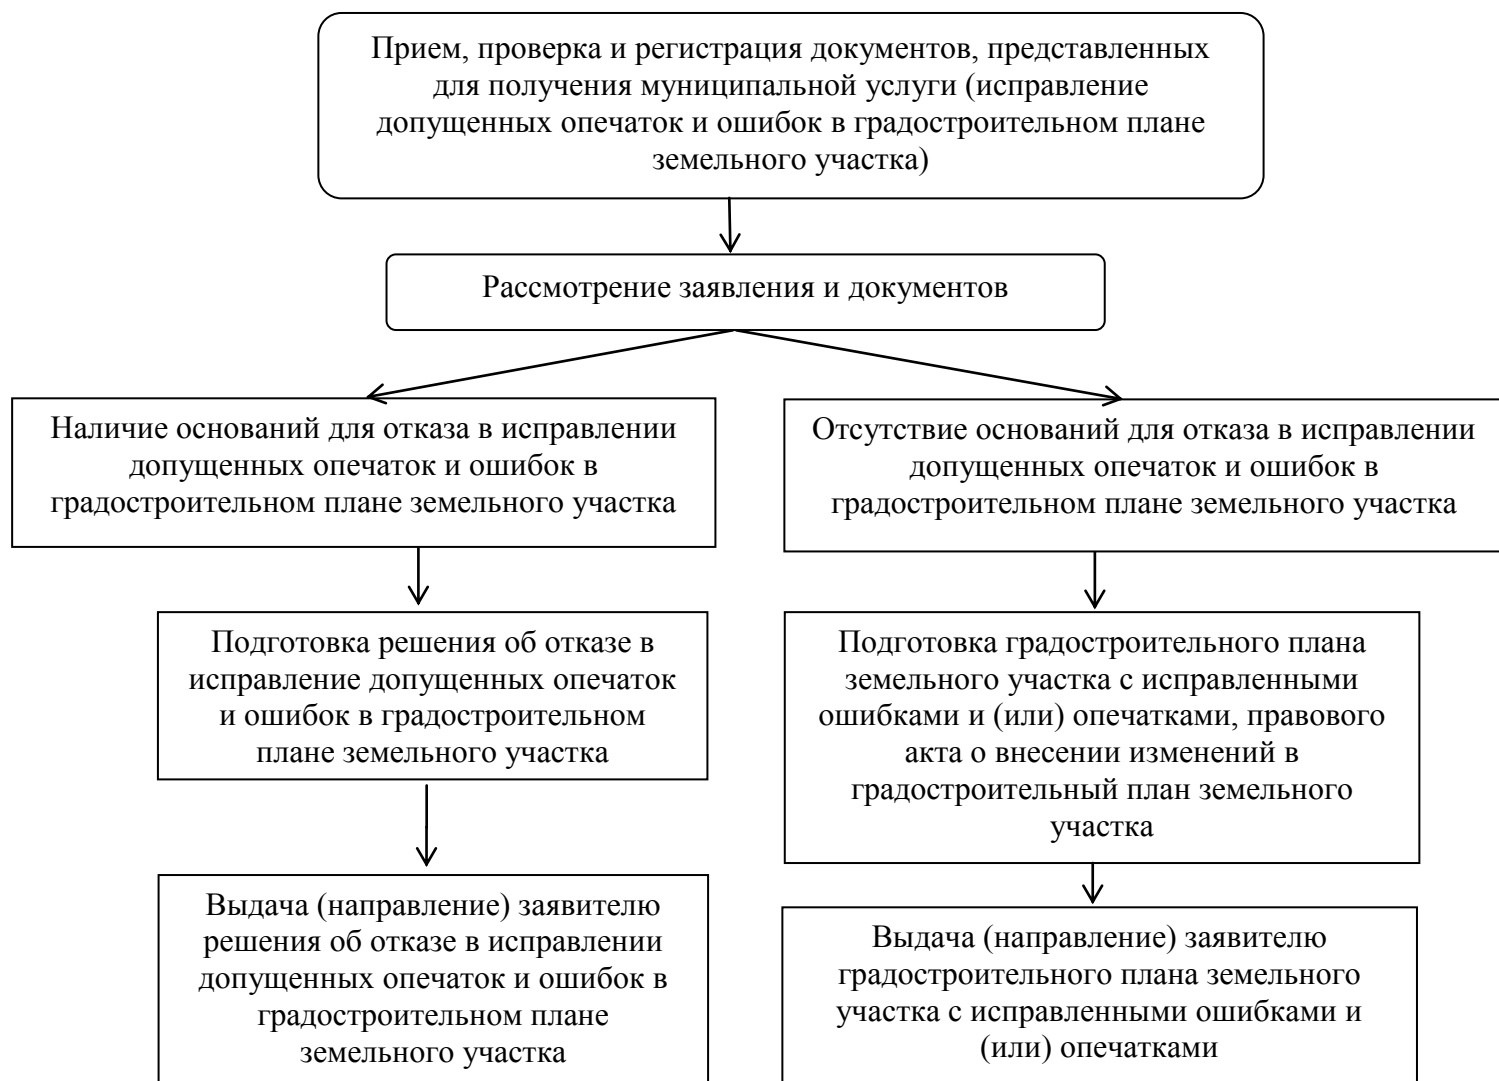 Прием, проверка и регистрация документов, представленных
для получения муниципальной услуги (исправление
допущенных опечаток и ошибок в градостроительном плане
земельного участка)
Рассмотрение заявления и документов
Наличие оснований для отказа в исправлении
допущенных опечаток и ошибок в
градостроительном плане земельного участка
Отсутствие оснований для отказа в исправлении
допущенных опечаток и ошибок в
градостроительном плане земельного участка
Подготовка решения об отказе в
исправление допущенных опечаток
и ошибок в градостроительном
плане земельного участка
Подготовка градостроительного плана
земельного участка с исправленными
ошибками и (или) опечатками, правового
акта о внесении изменений в
градостроительный план земельного
участка
Выдача (направление) заявителю
решения об отказе в исправлении
допущенных опечаток и ошибок в
градостроительном плане
земельного участка
Выдача (направление) заявителю
градостроительного плана земельного
участка с исправленными ошибками и
(или) опечатками